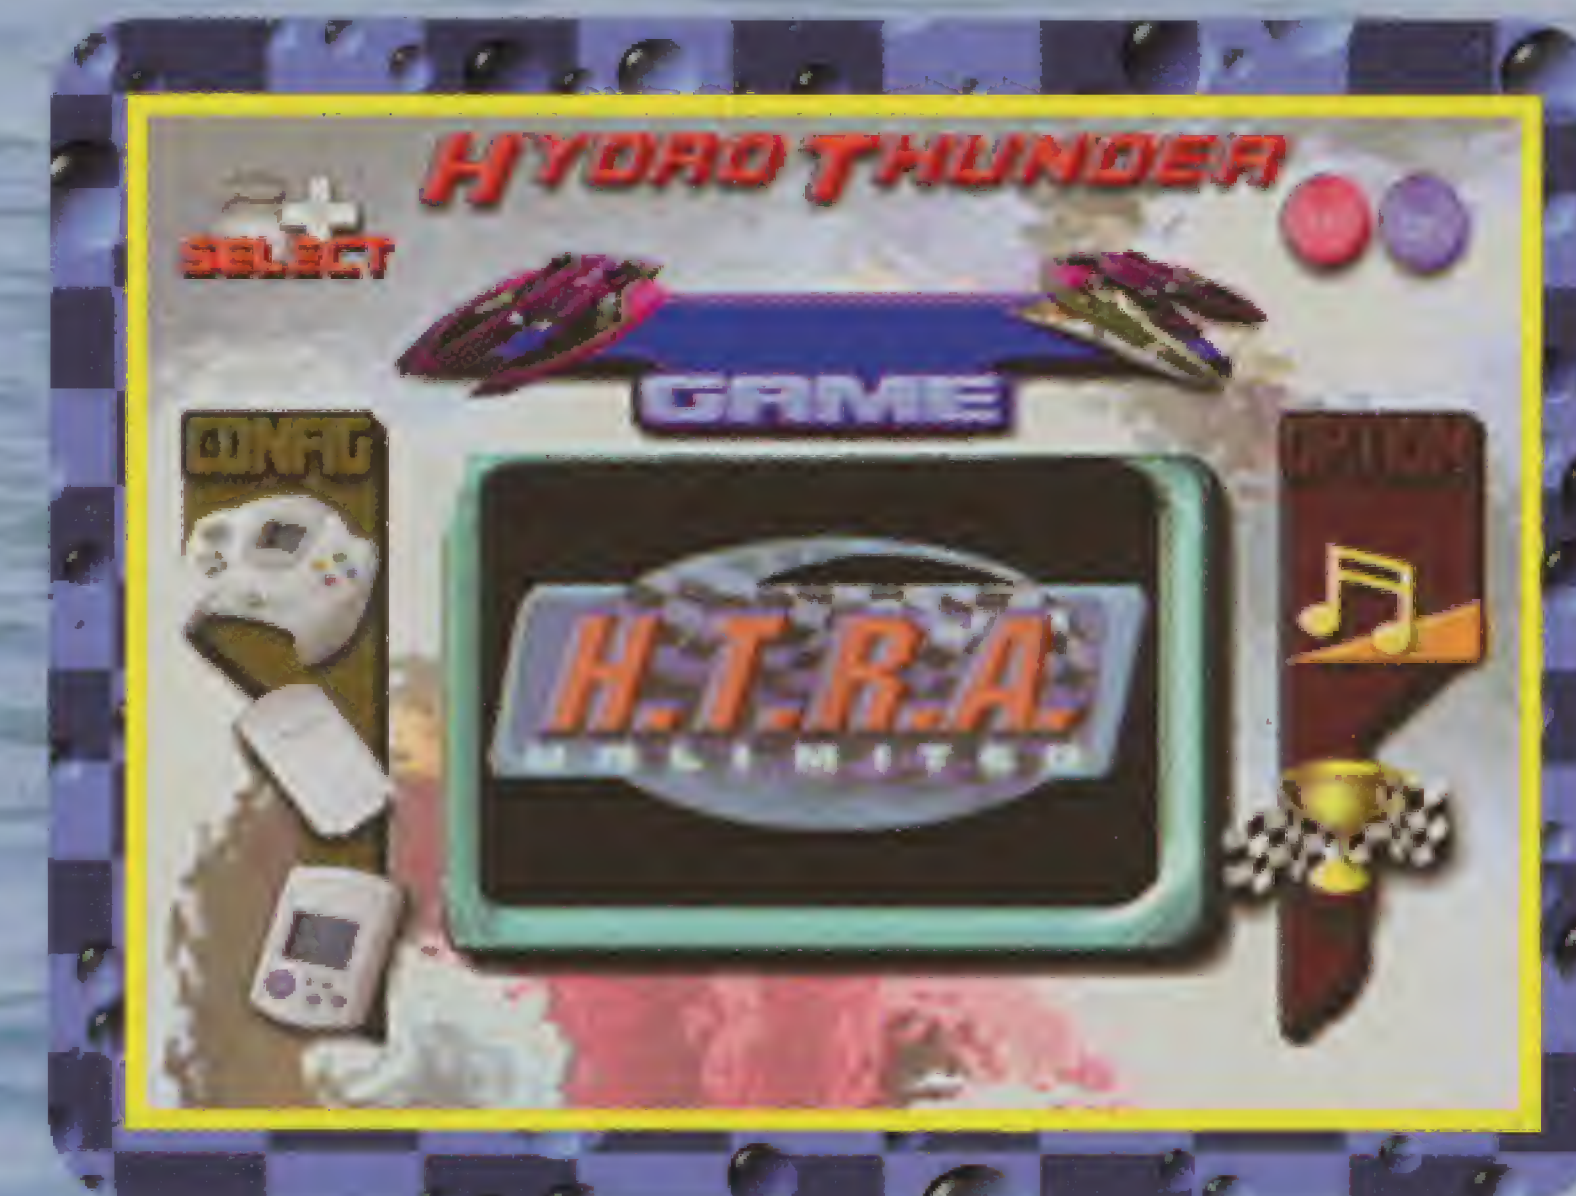 HYDRO THUNDER
SELECT
GAME
CONFIG
OPTION
H.T.R.A.
UNLIMITED